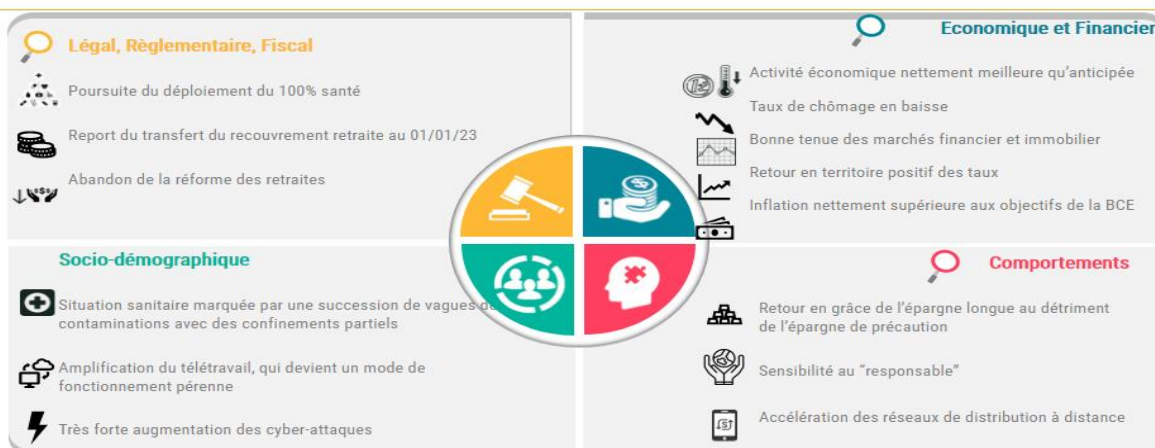 Légal, Règlementaire, Fiscal
Poursuite du déploiement du 100% santé
Report du transfert du recouvrement retraite au 01/01/23
Abandon de la réforme des retraites
Economique et Financier
Activité économique nettement meilleure qu'anticipée
Taux de chômage en baisse
Bonne tenue des marchés financier et immobilier
Retour en territoire positif des taux
Inflation nettement supérieure aux objectifs de la BCE
Socio-démographique
Situation sanitaire marquée par une succession de vagues
contaminations avec des confinements partiels
Amplification du télétravail, qui devient un mode de
fonctionnement pérenne
Très forte augmentation des cyber-attaques
Comportements
Retour en grâce de l'épargne longue au détriment
de l'épargne de précaution
Sensibilité au "responsable"
Accélération des réseaux de distribution à distance